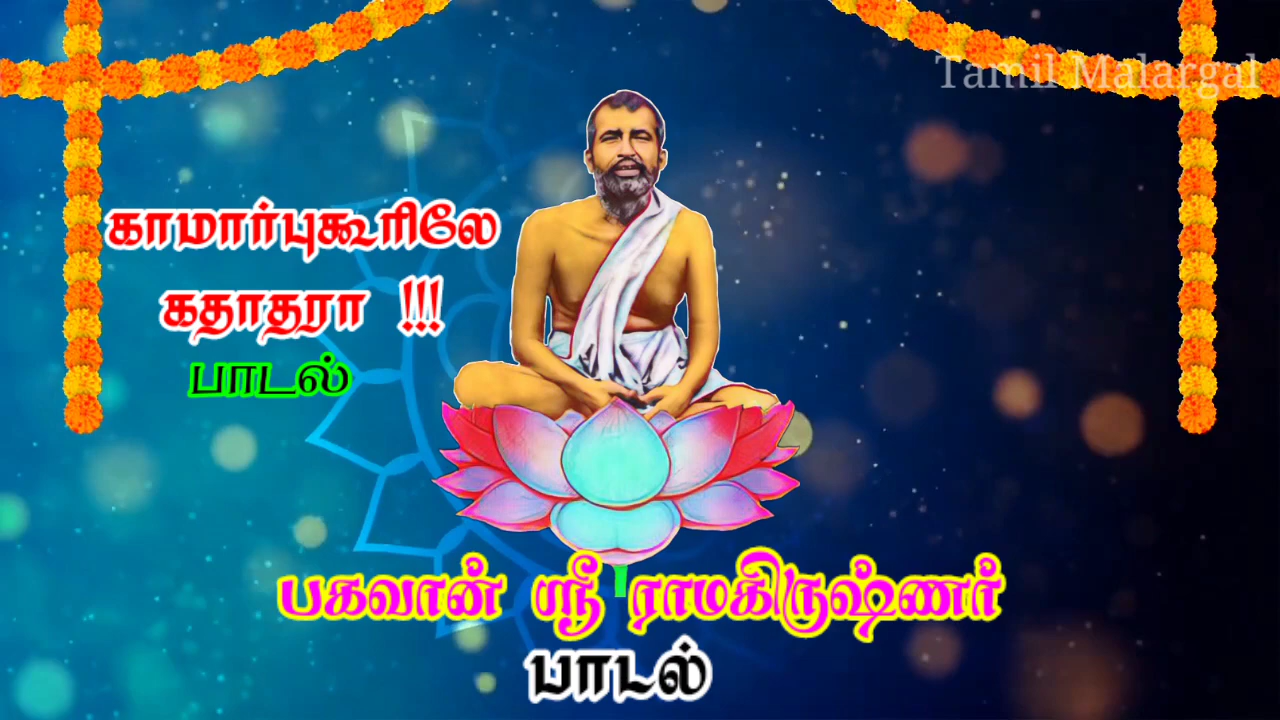 Tamil Malargal
காமார்புகூரிலே
கதாதரா !!!
பாடல்
பகவான் ஸ்ரீ ராமகிருஷ்ணர்
பாடல்